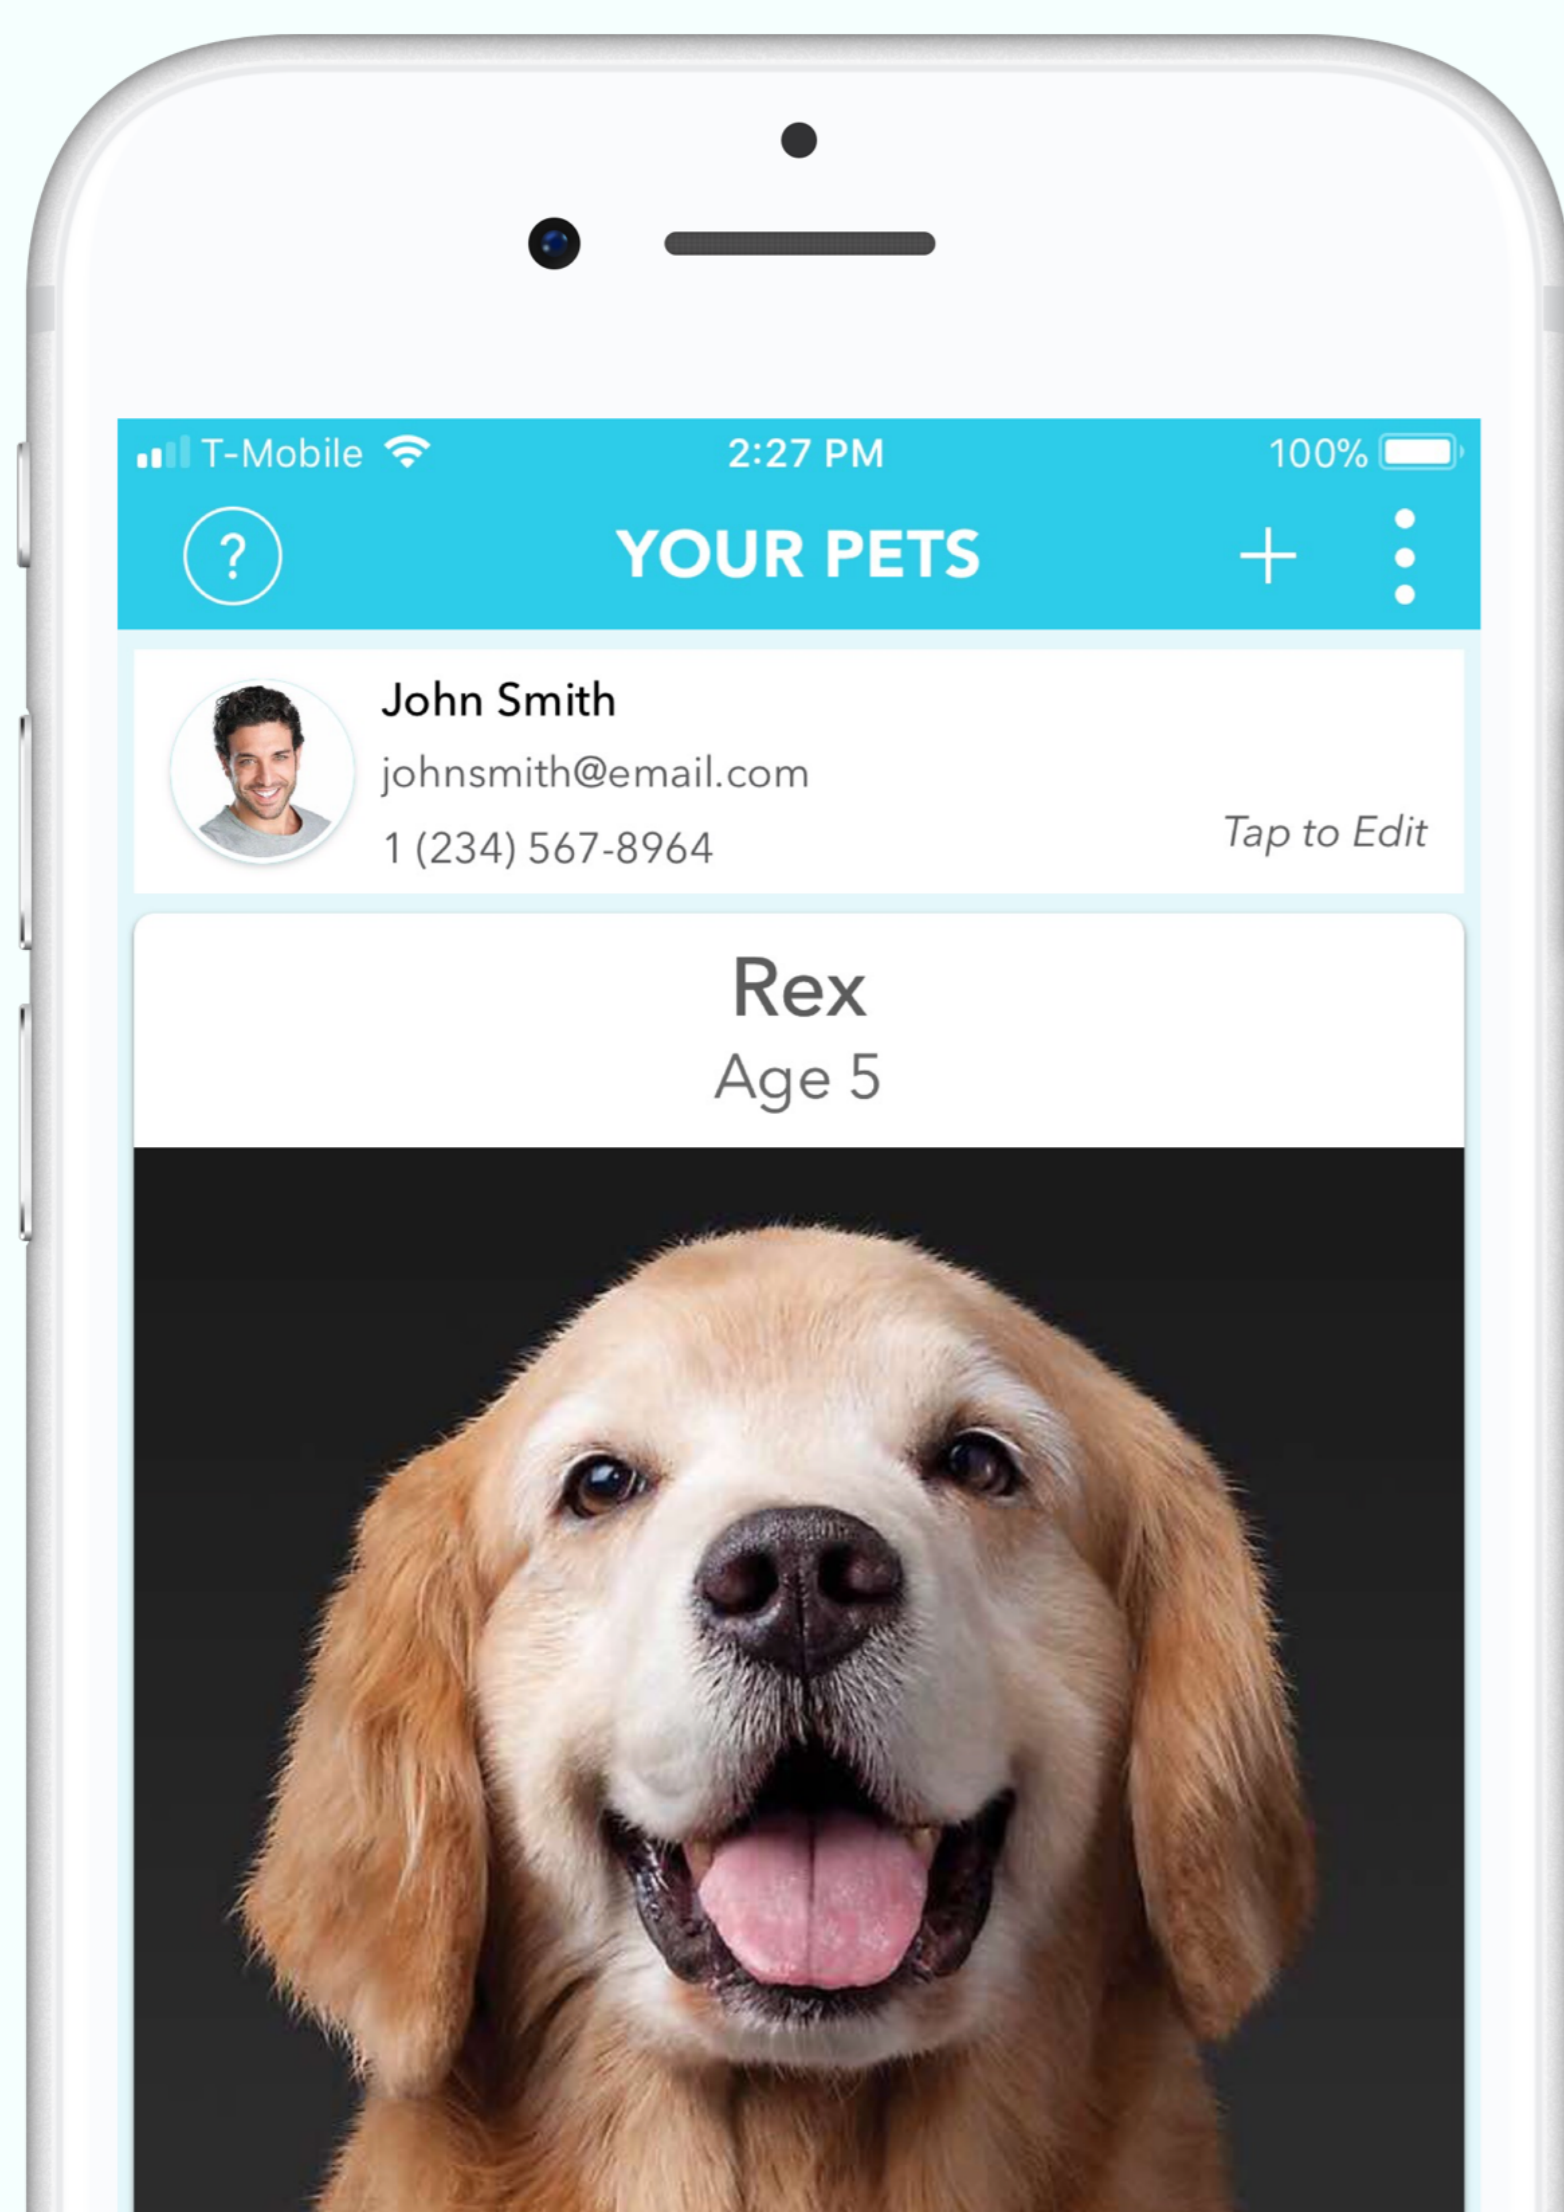 T-Mobile 2:27 PM 100%
? YOUR PETS +
John Smith
johnsmith@email.com
1 (234) 567-8964
Tap to Edit
Rex
Age 5